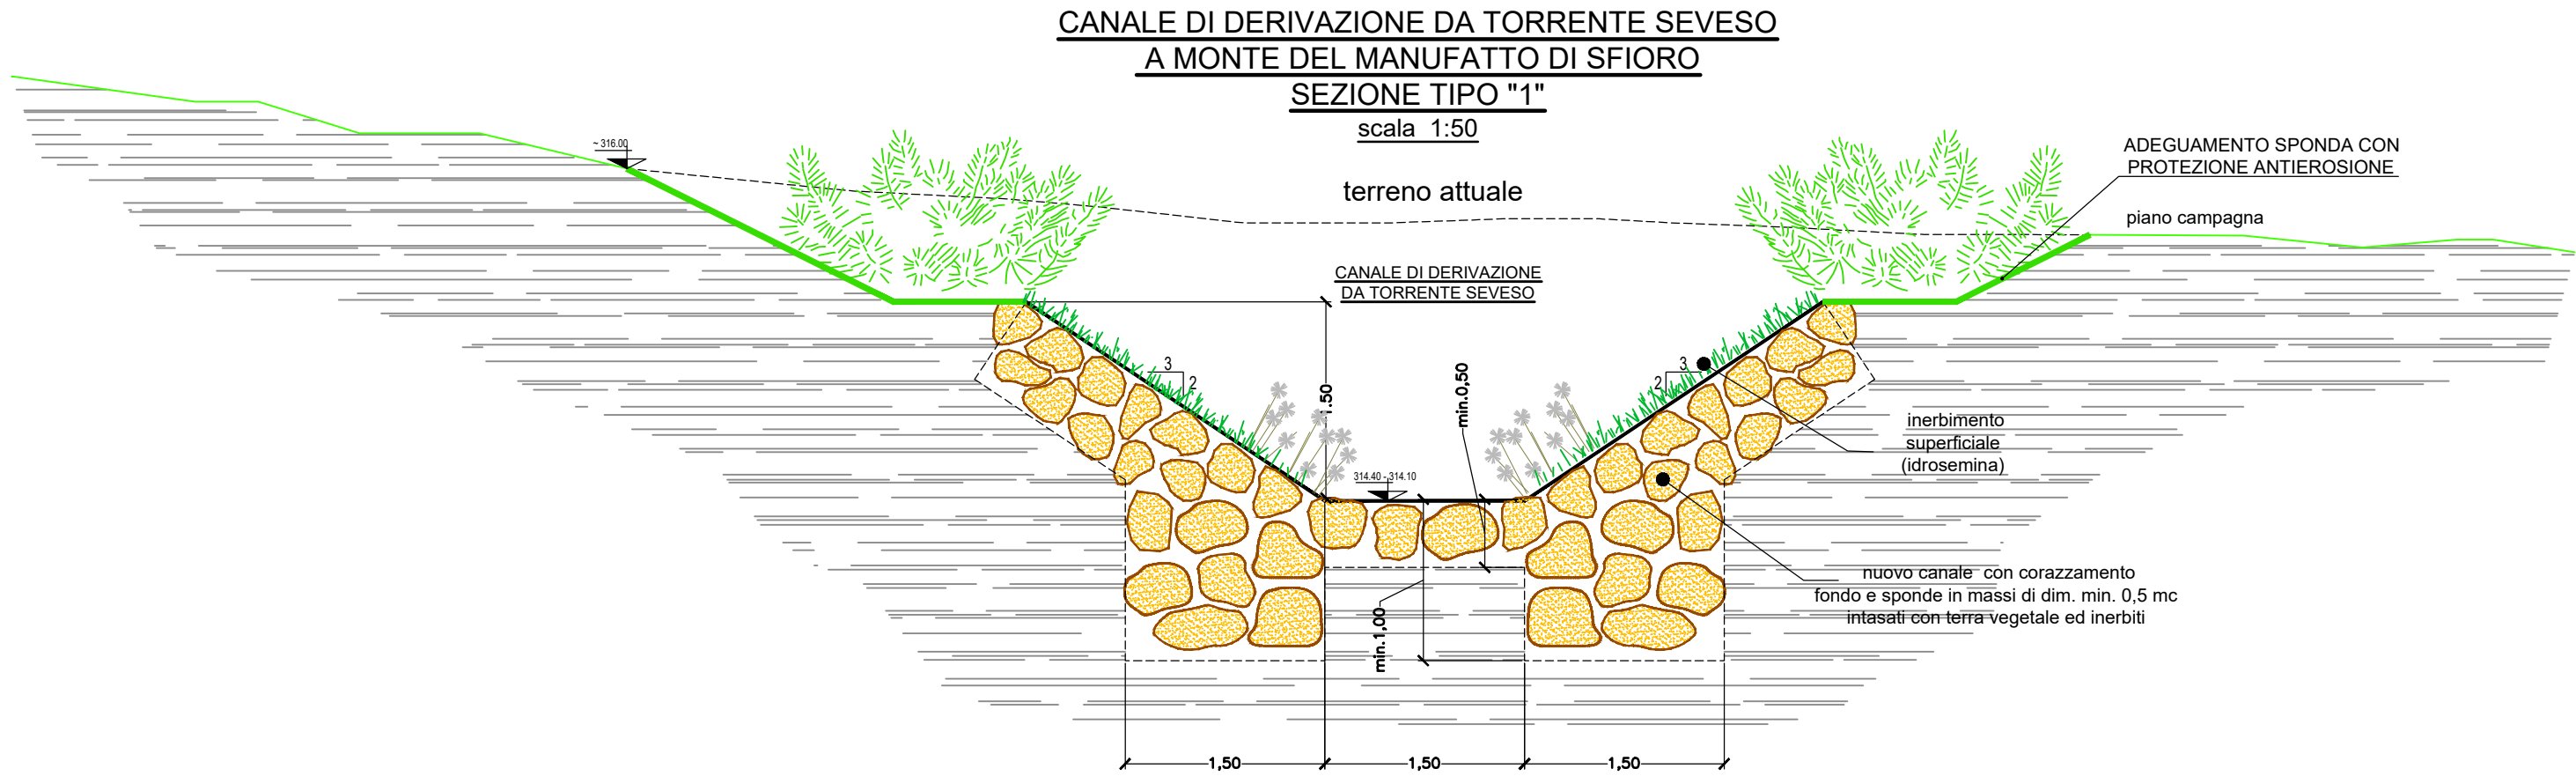 CANALE DI DERIVAZIONE DA TORRENTE SEVESO
A MONTE DEL MANUFATTO DI SFIORO
SEZIONE TIPO "1"
scala 1:50
~ 316.00
terreno attuale
ADEGUAMENTO SPONDA CON
PROTEZIONE ANTIEROSIONE
piano campagna
CANALE DI DERIVAZIONE
DA TORRENTE SEVESO
3
2
1.50
min.0,50
3
2
314.40 - 314.10
inerbimento
superficiale
(idrosemina)
nuovo canale con corazzamento
fondo e sponde in massi di dim. min. 0,5 mc
intasati con terra vegetale ed inerbiti
min.1,00
1,50
1,50
1,50